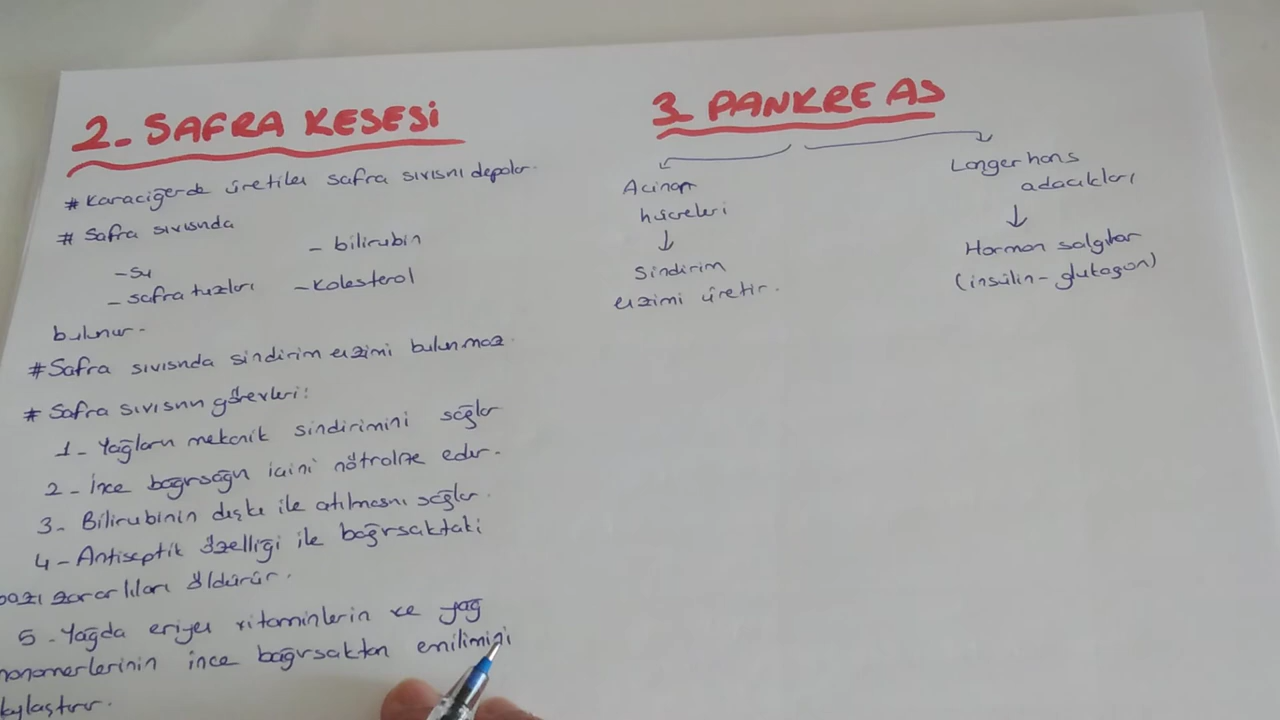 2. SAFRA KESESİ
# Karaciğerde üretilen safra sıvısını depolar.
# Safra sıvısında
- Su
- bilirubin
- safra tuzları
- Kolesterol
bulunur.
# Safra sıvısında sindirim enzimi bulunmaz.
# Safra sıvısının görevleri:
1- Yağların mekanik sindirimini sağlar
2- İnce bağırsağın içini nötralize eder.
3- Bilirubinin dışkı ile atılmasını sağlar.
4- Antiseptik özelliği ile bağırsaktaki
bazı zararlıları öldürür.
5- Yağda eriyen vitaminlerin ve yağ
monomerlerinin ince bağırsaktan emilimini
kolaylaştırır.
3. PANKREAS
Acinar
hücreleri
↓
Sindirim
enzimi üretir.
Langerhans
adacıkları
↓
Hormon salgılar
(insülin - glukagon)